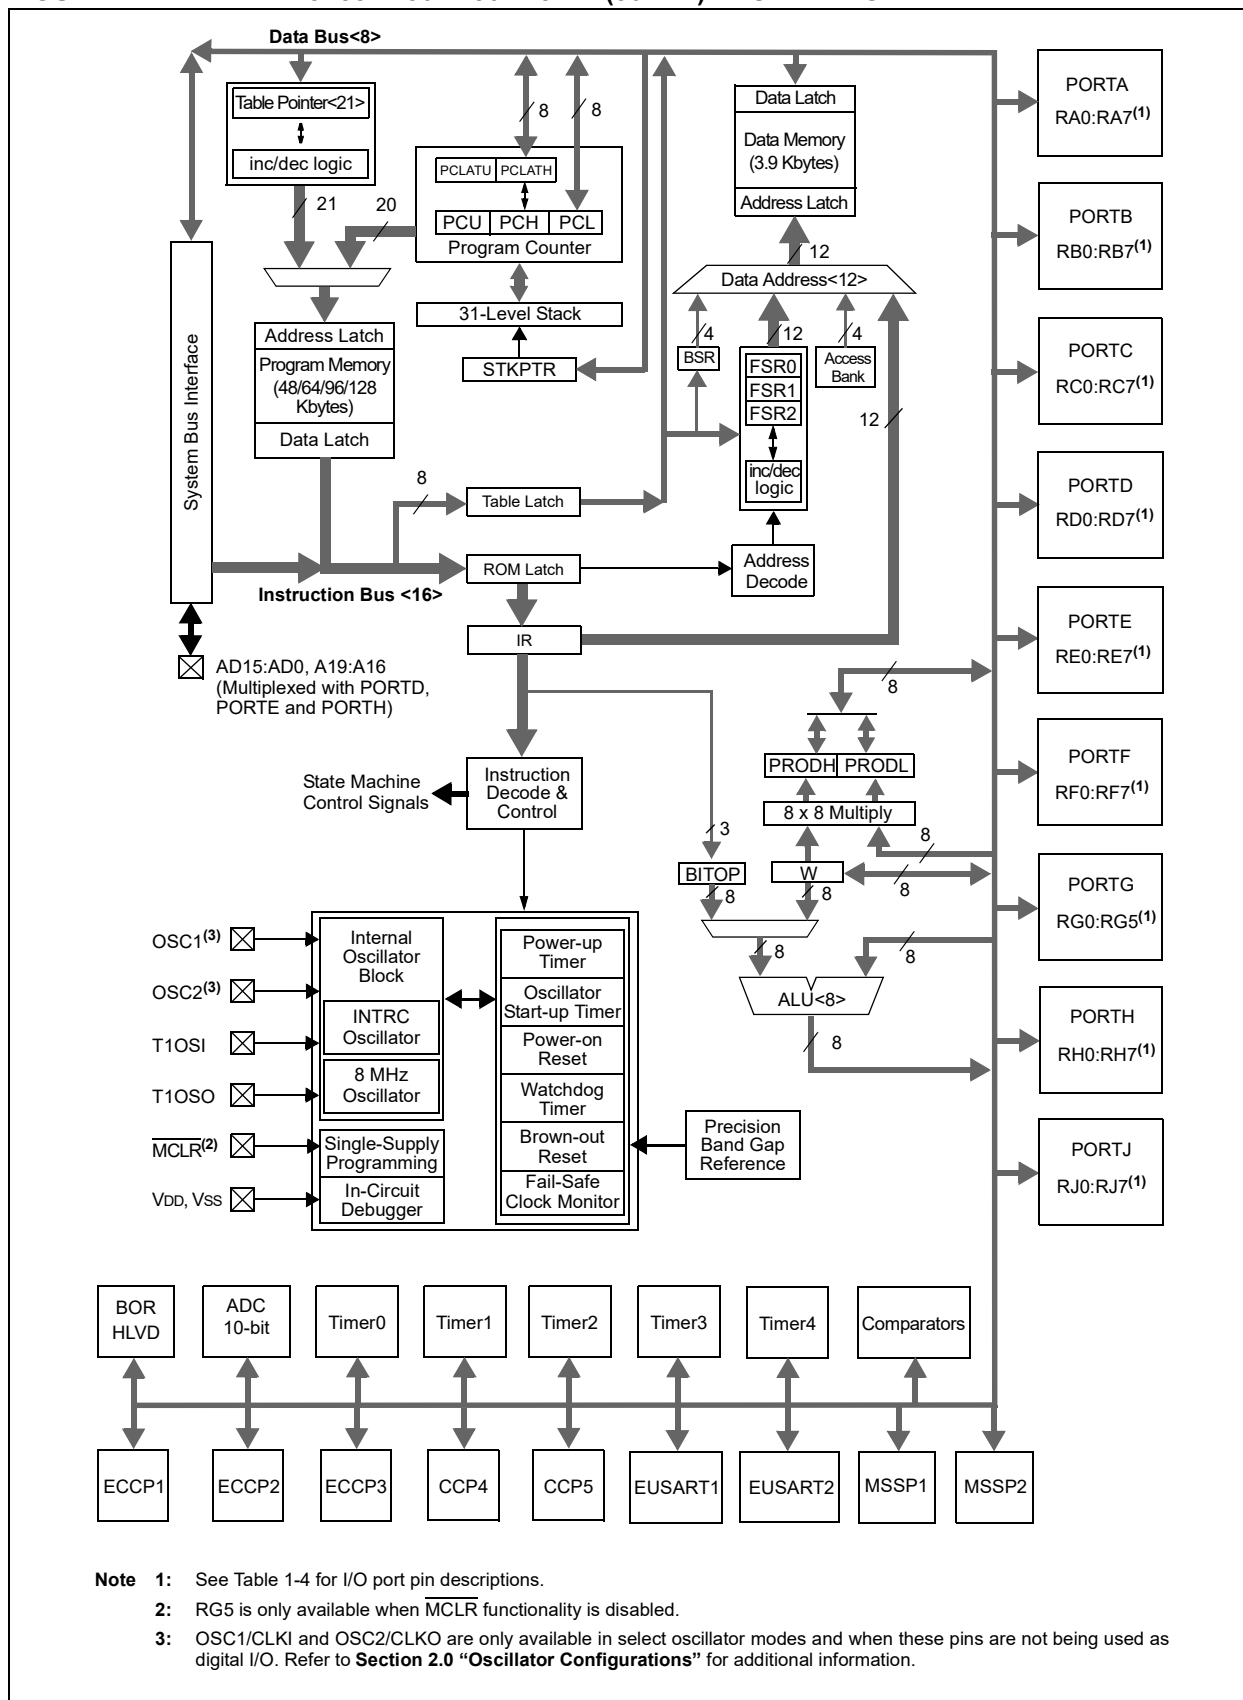 Data Bus<8>
Table Pointer<21>
inc/dec logic
21
20
8
8
PCLATU PCLATH
PCU PCH PCL
Program Counter
31-Level Stack
STKPTR
Data Latch
Data Memory
(3.9 Kbytes)
Address Latch
12
Data Address<12>
4
12
4
BSR
FSR0
FSR1
FSR2
inc/dec
logic
Access
Bank
12
Address
Decode
System Bus Interface
Address Latch
Program Memory
(48/64/96/128
Kbytes)
Data Latch
8
Table Latch
ROM Latch
Instruction Bus <16>
IR
AD15:AD0, A19:A16
(Multiplexed with PORTD,
PORTE and PORTH)
State Machine
Control Signals
Instruction
Decode &
Control
8
PRODH PRODL
8 x 8 Multiply
3
8
BITOP
W
8
8
8
8
8
ALU<8>
8
OSC1(3)
OSC2(3)
T1OSI
T1OSO
MCLR(2)
VDD, VSS
Internal
Oscillator
Block
INTRC
Oscillator
8 MHz
Oscillator
Single-Supply
Programming
In-Circuit
Debugger
Power-up
Timer
Oscillator
Start-up Timer
Power-on
Reset
Watchdog
Timer
Brown-out
Reset
Fail-Safe
Clock Monitor
Precision
Band Gap
Reference
PORTA
RA0:RA7(1)
PORTB
RB0:RB7(1)
PORTC
RC0:RC7(1)
PORTD
RD0:RD7(1)
PORTE
RE0:RE7(1)
PORTF
RF0:RF7(1)
PORTG
RG0:RG5(1)
PORTH
RH0:RH7(1)
PORTJ
RJ0:RJ7(1)
BOR
HLVD
ADC
10-bit
Timer0
Timer1
Timer2
Timer3
Timer4
Comparators
ECCP1
ECCP2
ECCP3
CCP4
CCP5
EUSART1
EUSART2
MSSP1
MSSP2
Note 1: See Table 1-4 for I/O port pin descriptions.
2: RG5 is only available when MCLR functionality is disabled.
3: OSC1/CLKI and OSC2/CLKO are only available in select oscillator modes and when these pins are not being used as
digital I/O. Refer to Section 2.0 “Oscillator Configurations” for additional information.